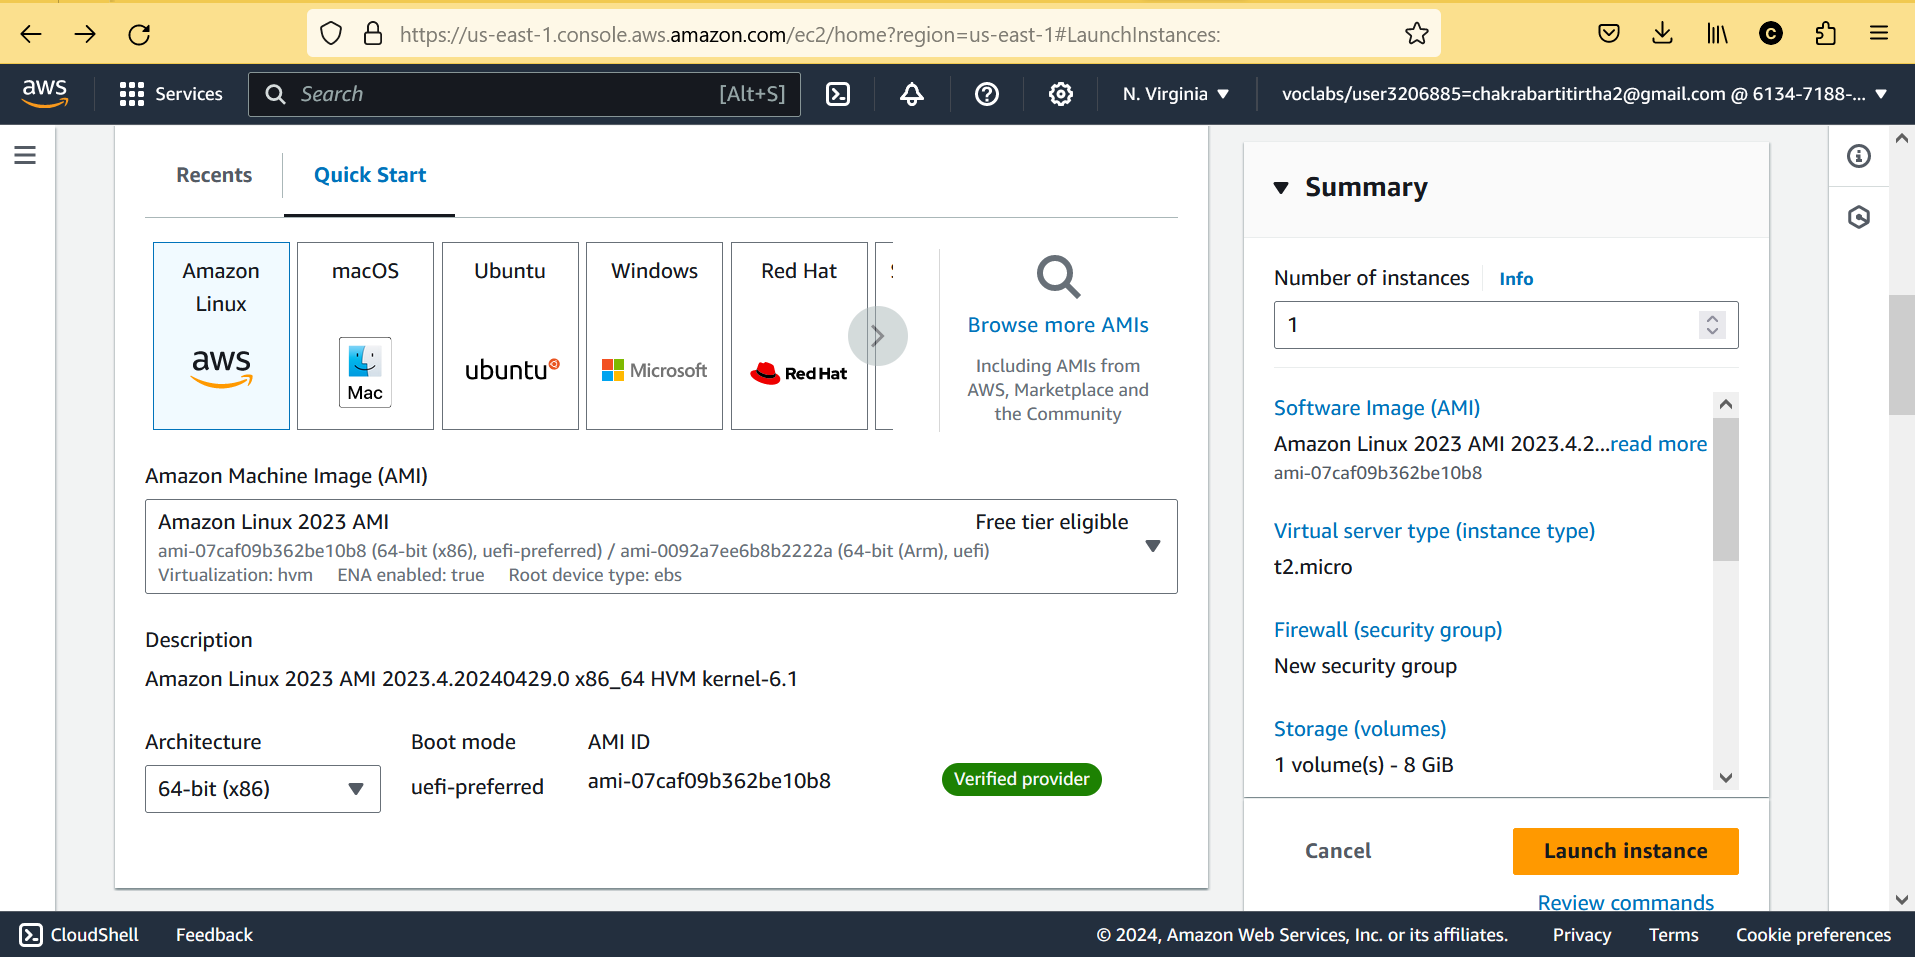 https://us-east-1.console.aws.amazon.com/ec2/home?region=us-east-1#LaunchInstances:
C
aws
Services
Search
[Alt+S]
N. Virginia
voclabs/user3206885=chakrabartitirtha2@gmail.com @ 6134-7188-...
Recents
Quick Start
Amazon
Linux
aws
macOS
Mac
Ubuntu
ubuntu
Windows
Microsoft
Red Hat
Red Hat
Browse more AMIs
Including AMIs from
AWS, Marketplace and
the Community
Amazon Machine Image (AMI)
Amazon Linux 2023 AMI
Free tier eligible
ami-07caf09b362be10b8 (64-bit (x86), uefi-preferred) / ami-0092a7ee6b8b2222a (64-bit (Arm), uefi)
Virtualization: hvm ENA enabled: true Root device type: ebs
Description
Amazon Linux 2023 AMI 2023.4.20240429.0 x86_64 HVM kernel-6.1
Architecture
Boot mode
AMI ID
64-bit (x86)
uefi-preferred
ami-07caf09b362be10b8
Verified provider
Summary
Number of instances
Info
1
Software Image (AMI)
Amazon Linux 2023 AMI 2023.4.2...read more
ami-07caf09b362be10b8
Virtual server type (instance type)
t2.micro
Firewall (security group)
New security group
Storage (volumes)
1 volume(s) - 8 GiB
Cancel
Launch instance
Review commands
CloudShell
Feedback
© 2024, Amazon Web Services, Inc. or its affiliates.
Privacy
Terms
Cookie preferences